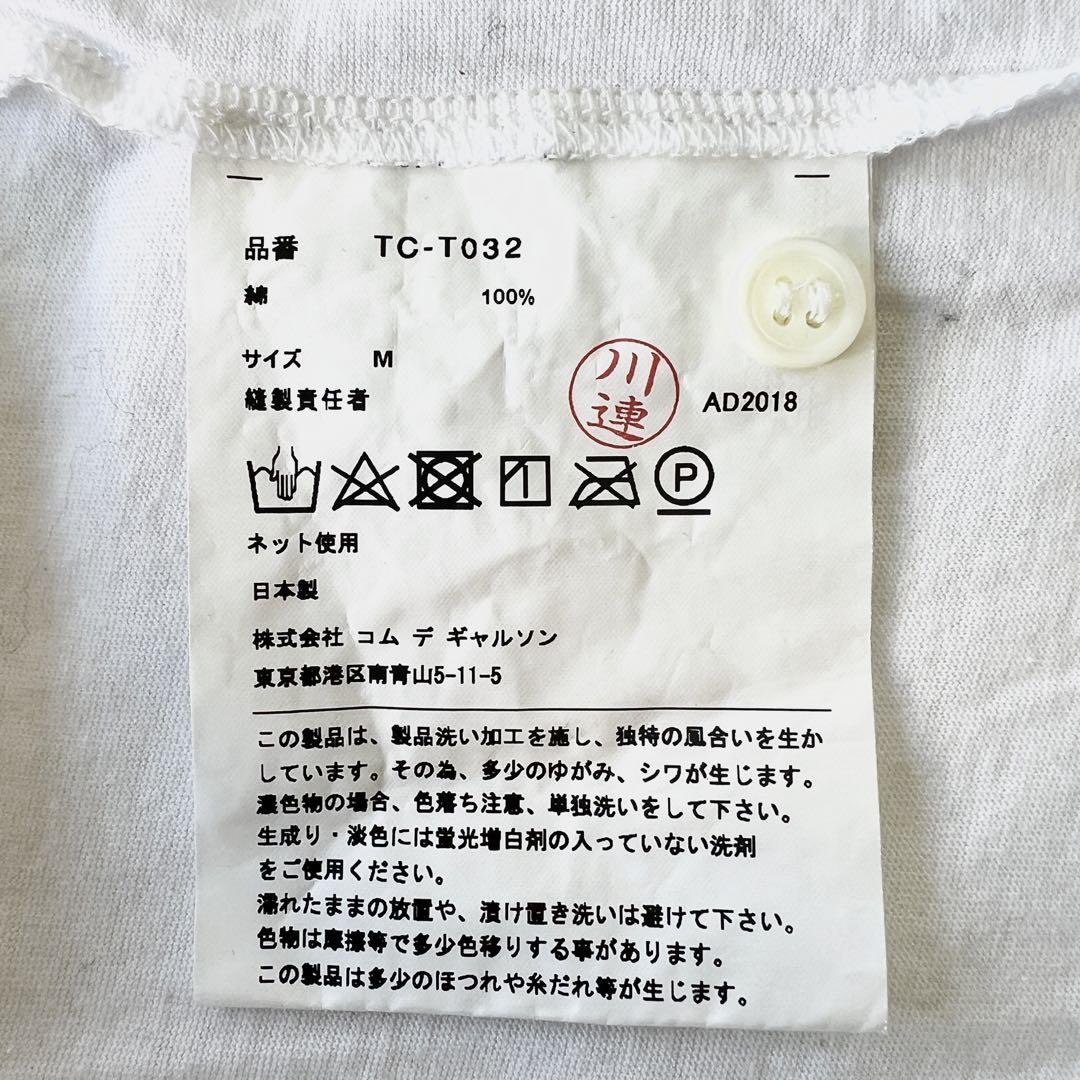 品番 TC-T032
綿 100%
サイズ M
縫製責任者 川連 AD2018
P
ネット使用
日本製
株式会社 コム デ ギャルソン
東京都港区南青山5-11-5
この製品は、製品洗い加工を施し、独特の風合いを生か
しています。その為、多少のゆがみ、シワが生じます。
濃色物の場合、色落ち注意、単独洗いをして下さい。
生成り・淡色には蛍光増白剤の入っていない洗剤
をご使用ください。
濡れたままの放置や、漬け置き洗いは避けて下さい。
色物は摩擦等で多少色移りする事があります。
この製品は多少のほつれや糸だれ等が生じます。